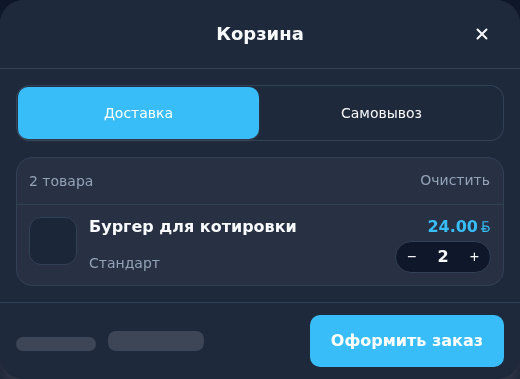 Корзина
Доставка
Самовывоз
2 товара
Очистить
Бургер для котировки
24.00
Стандарт
− 2 +
Оформить заказ